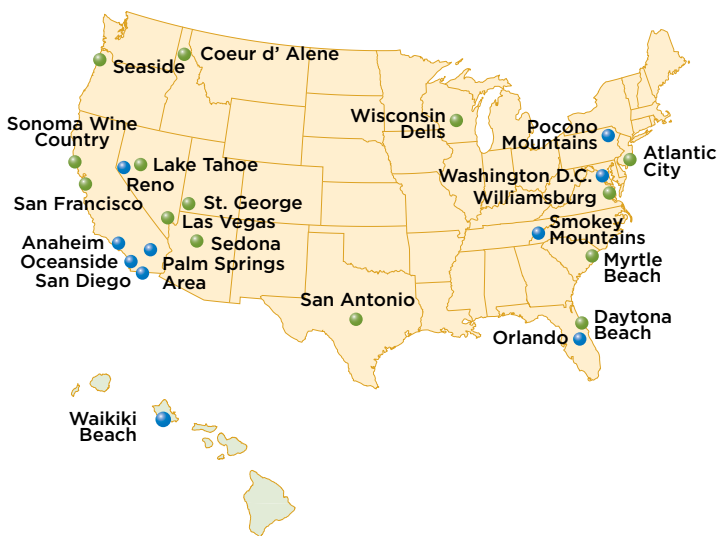 Coeur d' Alene
Seaside
Wisconsin
Dells
Sonoma Wine
Country
Pocono
Mountains
Atlantic
City
Lake Tahoe
Reno
Washington D.C.
Williamsburg
San Francisco
St. George
Las Vegas
Smokey
Mountains
Anaheim
Oceanside
San Diego
Sedona
Palm Springs
Area
Myrtle
Beach
San Antonio
Daytona
Beach
Orlando
Waikiki
Beach